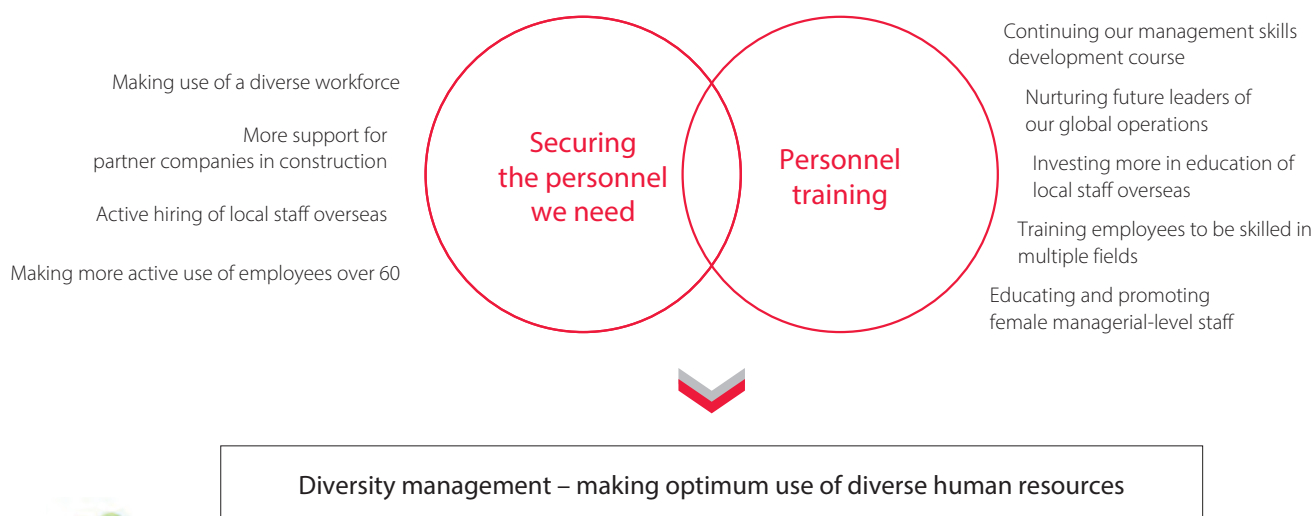 Making use of a diverse workforce
More support for
partner companies in construction
Active hiring of local staff overseas
Making more active use of employees over 60
Securing
the personnel
we need
Personnel
training
Continuing our management skills
development course
Nurturing future leaders of
our global operations
Investing more in education of
local staff overseas
Training employees to be skilled in
multiple fields
Educating and promoting
female managerial-level staff
Diversity management – making optimum use of diverse human resources